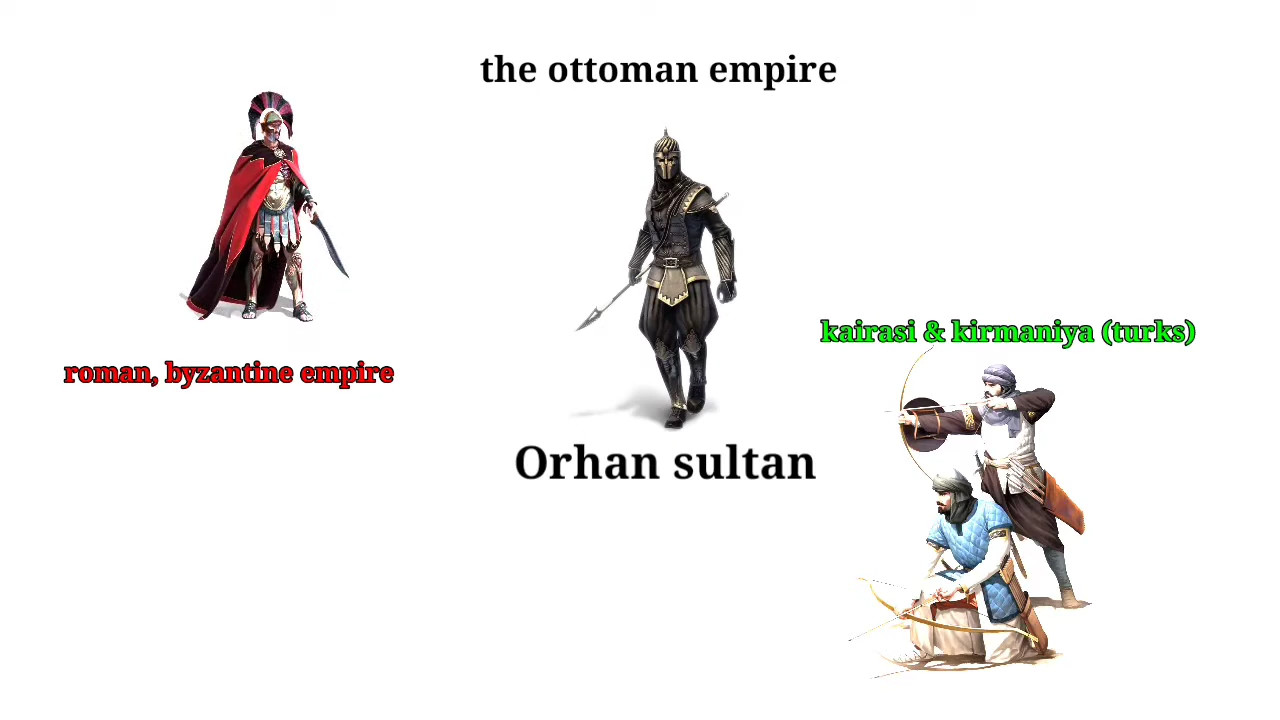 the ottoman empire
kairasi & kirmaniya (turks)
roman, byzantine empire
Orhan sultan